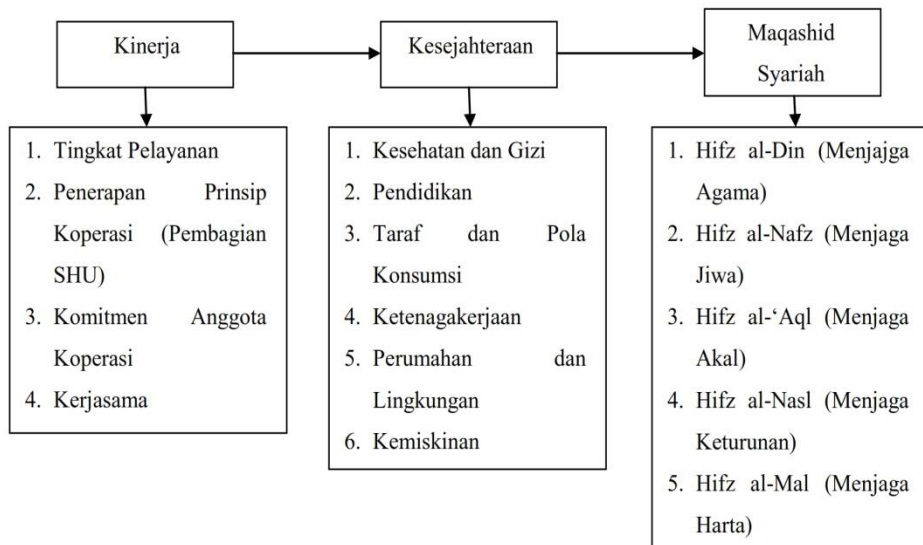 Kinerja
Kesejahteraan
Maqashid
Syariah
1. Tingkat Pelayanan
2. Penerapan Prinsip
Koperasi (Pembagian
SHU)
3. Komitmen Anggota
Koperasi
4. Kerjasama
1. Kesehatan dan Gizi
2. Pendidikan
3. Taraf dan Pola
Konsumsi
4. Ketenagakerjaan
5. Perumahan dan
Lingkungan
6. Kemiskinan
1. Hifz al-Din (Menjajga
Agama)
2. Hifz al-Nafz (Menjaga
Jiwa)
3. Hifz al-‘Aql (Menjaga
Akal)
4. Hifz al-Nasl (Menjaga
Keturunan)
5. Hifz al-Mal (Menjaga
Harta)